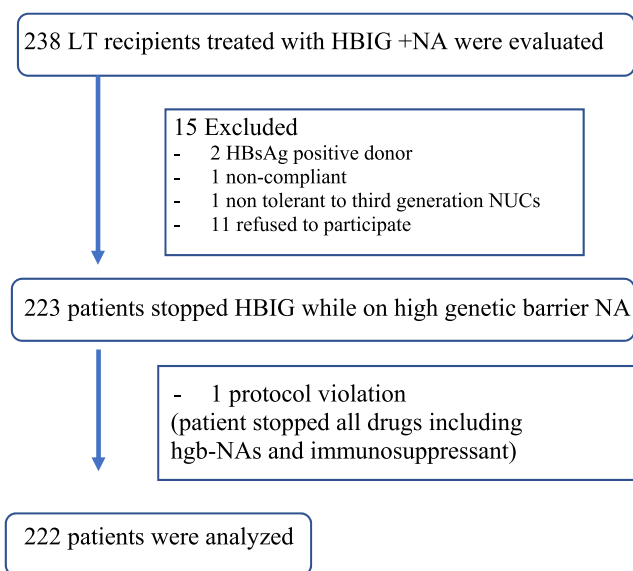 238 LT recipients treated with HBIG +NA were evaluated
15 Excluded
- 2 HBsAg positive donor
- 1 non-compliant
- 1 non tolerant to third generation NUCs
- 11 refused to participate
223 patients stopped HBIG while on high genetic barrier NA
- 1 protocol violation
(patient stopped all drugs including
hgb-NAs and immunosuppressant)
222 patients were analyzed